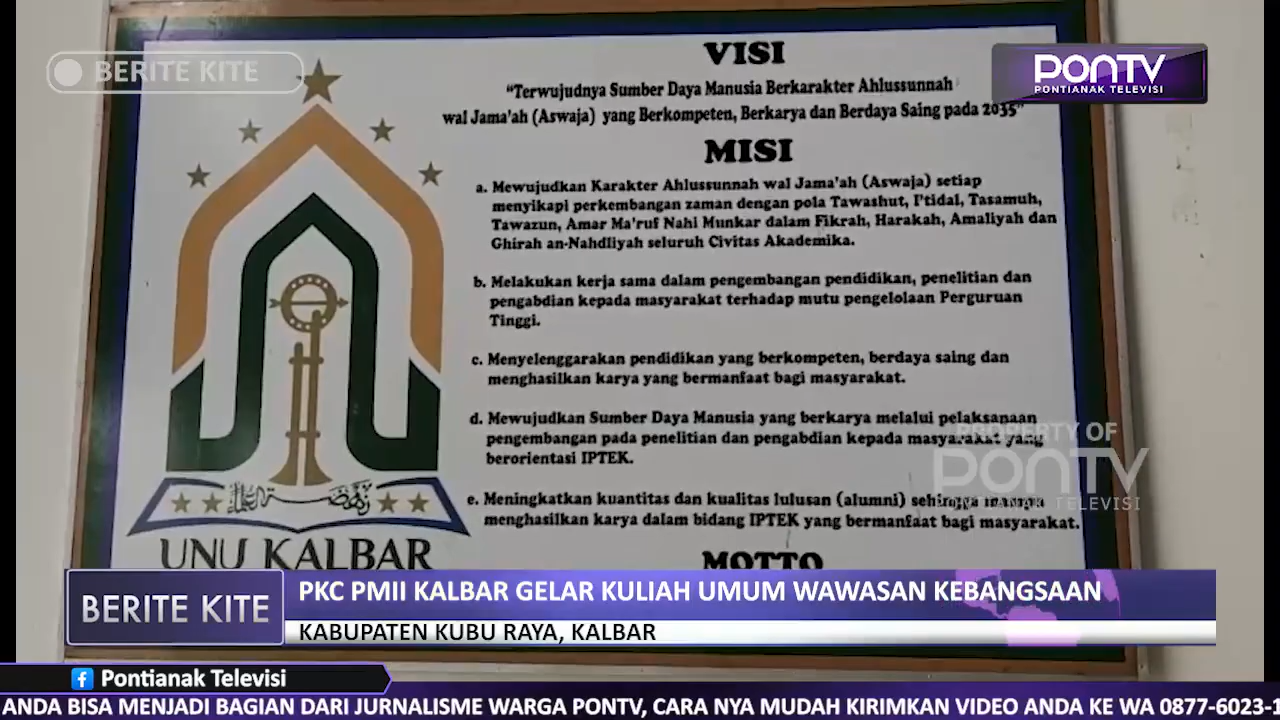 BERITE KITE
PONTV
PONTIANAK TELEVISI
VISI
“Terwujudnya Sumber Daya Manusia Berkarakter Ahlussunnah
wal Jama'ah (Aswaja) yang Berkompeten, Berkarya dan Berdaya Saing pada 2035”
MISI
a. Mewujudkan Karakter Ahlussunnah wal Jama'ah (Aswaja) setiap
menyikapi perkembangan zaman dengan pola Tawashut, I'tidal, Tasamuh,
Tawazun, Amar Ma'ruf Nahi Munkar dalam Fikrah, Harakah, Amaliyah dan
Ghirah an-Nahdliyah seluruh Civitas Akademika.
b. Melakukan kerja sama dalam pengembangan pendidikan, penelitian dan
pengabdian kepada masyarakat terhadap mutu pengelolaan Perguruan
Tinggi.
c. Menyelenggarakan pendidikan yang berkompeten, berdaya saing dan
menghasilkan karya yang bermanfaat bagi masyarakat.
d. Mewujudkan Sumber Daya Manusia yang berkarya melalui pelaksanaan
pengembangan pada penelitian dan pengabdian kepada masyarakat yang
berorientasi IPTEK.
e. Meningkatkan kuantitas dan kualitas lulusan (alumni) sehingga mampu
menghasilkan karya dalam bidang IPTEK yang bermanfaat bagi masyarakat.
PROPERTY OF
PONTV
PONTIANAK TELEVISI
UNU KALBAR
MOTTO
BERITE KITE
PKC PMII KALBAR GELAR KULIAH UMUM WAWASAN KEBANGSAAN
KABUPATEN KUBU RAYA, KALBAR
Pontianak Televisi
ANDA BISA MENJADI BAGIAN DARI JURNALISME WARGA PONTV, CARA NYA MUDAH KIRIMKAN VIDEO ANDA KE WA 0877-6023-1